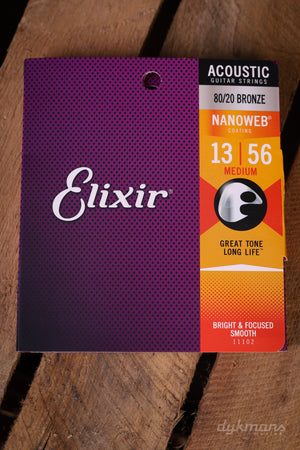 ACOUSTIC
GUITAR STRINGS
80/20 BRONZE
NANOWEB®
COATING
13 | 56
MEDIUM
Elixir®
GREAT TONE
LONG LIFE™
BRIGHT & FOCUSED
SMOOTH
11102
dykmans